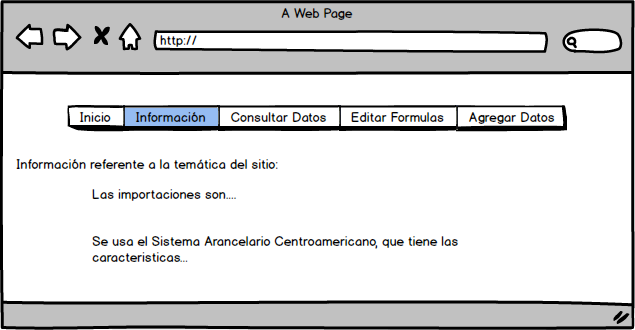 A Web Page
http://
Inicio Información Consultar Datos Editar Formulas Agregar Datos
Información referente a la temática del sitio:
Las importaciones son....
Se usa el Sistema Arancelario Centroamericano, que tiene las
caracteristicas...